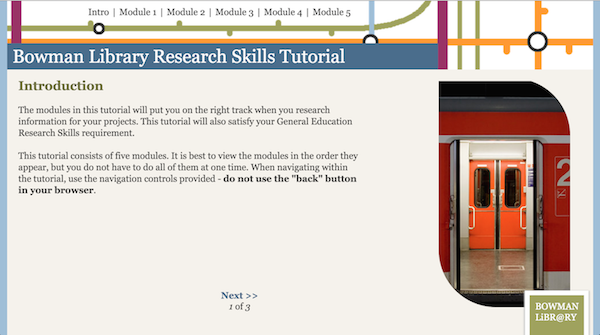 Intro | Module 1 | Module 2 | Module 3 | Module 4 | Module 5
Bowman Library Research Skills Tutorial
Introduction
The modules in this tutorial will put you on the right track when you research
information for your projects. This tutorial will also satisfy your General Education
Research Skills requirement.
This tutorial consists of five modules. It is best to view the modules in the order they
appear, but you do not have to do all of them at one time. When navigating within
the tutorial, use the navigation controls provided - do not use the "back" button
in your browser.
2
Next >>
1 of 3
BOWMAN
LiBR@RY